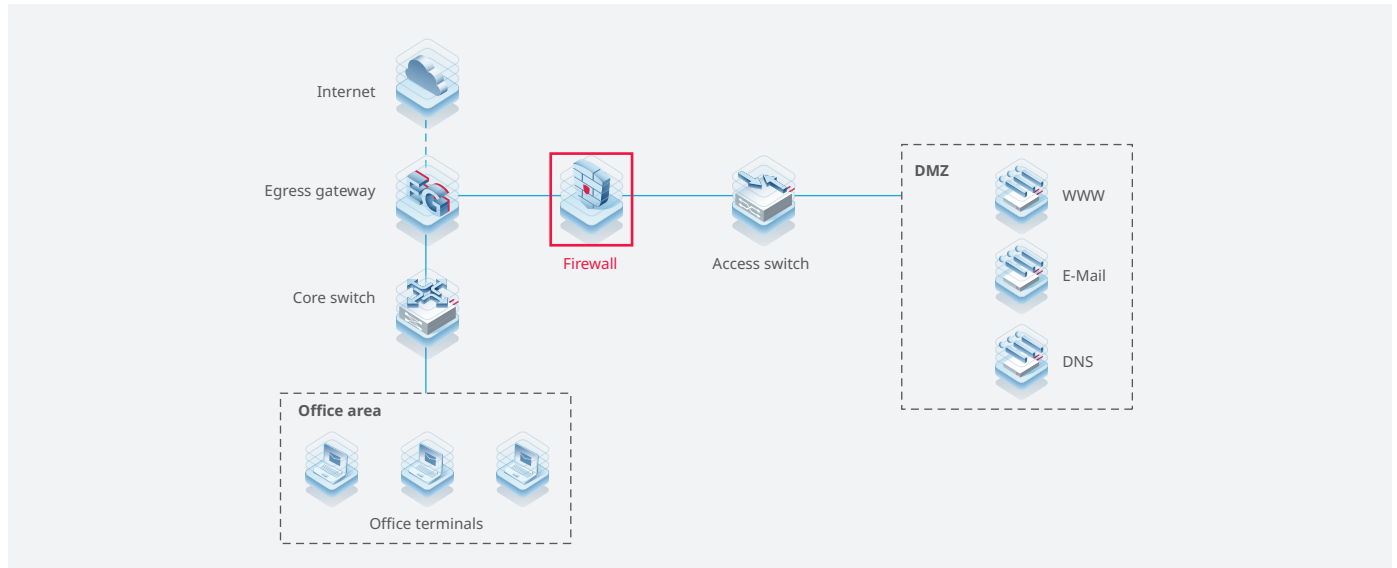 Internet
Egress gateway
Firewall
Access switch
Core switch
DMZ
WWW
E-Mail
DNS
Office area
Office terminals